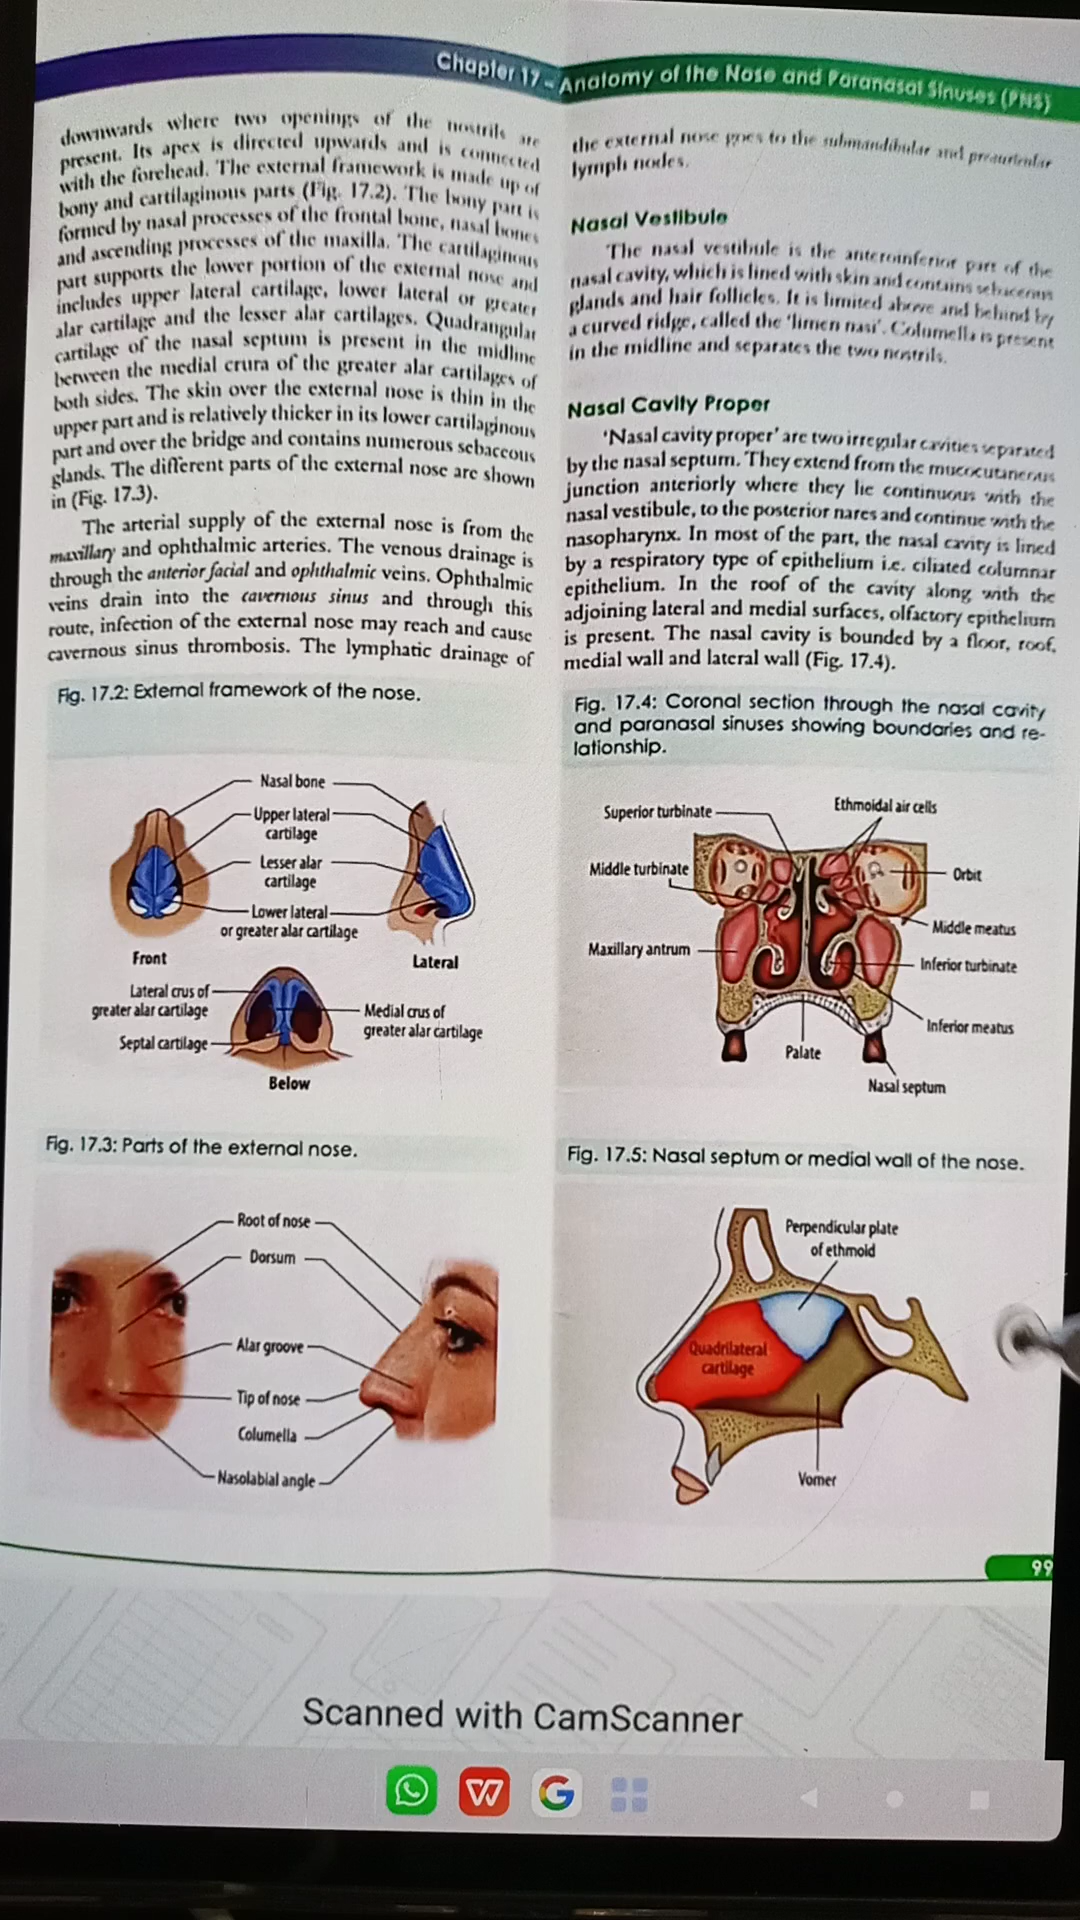 Chapter 17 - Anatomy of the Nose and Paranasal Sinuses (PNS)
downwards where two openings of the nostrils are
present. Its apex is directed upwards and is connected
with the forehead. The external framework is made up of
bony and cartilaginous parts (Fig. 17.2). The bony part is
formed by nasal processes of the frontal bone, nasal bones
and ascending processes of the maxilla. The cartilaginous
part supports the lower portion of the external nose and
includes upper lateral cartilage, lower lateral or greater
alar cartilage and the lesser alar cartilages. Quadrangular
cartilage of the nasal septum is present in the midline
between the medial crura of the greater alar cartilages of
both sides. The skin over the external nose is thin in the
upper part and is relatively thicker in its lower cartilaginous
part and over the bridge and contains numerous sebaceous
glands. The different parts of the external nose are shown
in (Fig. 17.3).
The arterial supply of the external nose is from the
maxillary and ophthalmic arteries. The venous drainage is
through the anterior facial and ophthalmic veins. Ophthalmic
veins drain into the cavernous sinus and through this
route, infection of the external nose may reach and cause
cavernous sinus thrombosis. The lymphatic drainage of
Fig. 17.2: External framework of the nose.
Nasal bone
Upper lateral
cartilage
Lesser alar
cartilage
Lower lateral
or greater alar cartilage
Front
Lateral
Lateral crus of
greater alar cartilage
Septal cartilage
Medial crus of
greater alar cartilage
Below
Fig. 17.3: Parts of the external nose.
Root of nose
Dorsum
Alar groove
Tip of nose
Columella
Nasolabial angle
the external nose goes to the submandibular and preauricular
lymph nodes.
Nasal Vestibule
The nasal vestibule is the anteroinferior part of the
nasal cavity, which is lined with skin and contains sebaceous
glands and hair follicles. It is limited above and behind by
a curved ridge, called the 'limen nasi'. Columella is present
in the midline and separates the two nostrils.
Nasal Cavity Proper
'Nasal cavity proper' are two irregular cavities separated
by the nasal septum. They extend from the mucocutaneous
junction anteriorly where they lie continuous with the
nasal vestibule, to the posterior nares and continue with the
nasopharynx. In most of the part, the nasal cavity is lined
by a respiratory type of epithelium i.e. ciliated columnar
epithelium. In the roof of the cavity along with the
adjoining lateral and medial surfaces, olfactory epithelium
is present. The nasal cavity is bounded by a floor, roof,
medial wall and lateral wall (Fig. 17.4).
Fig. 17.4: Coronal section through the nasal cavity
and paranasal sinuses showing boundaries and re-
lationship.
Superior turbinate
Ethmoidal air cells
Middle turbinate
Orbit
Middle meatus
Maxillary antrum
Inferior turbinate
Inferior meatus
Palate
Nasal septum
Fig. 17.5: Nasal septum or medial wall of the nose.
Perpendicular plate
of ethmoid
Quadrilateral
cartilage
Vomer
99
Scanned with CamScanner